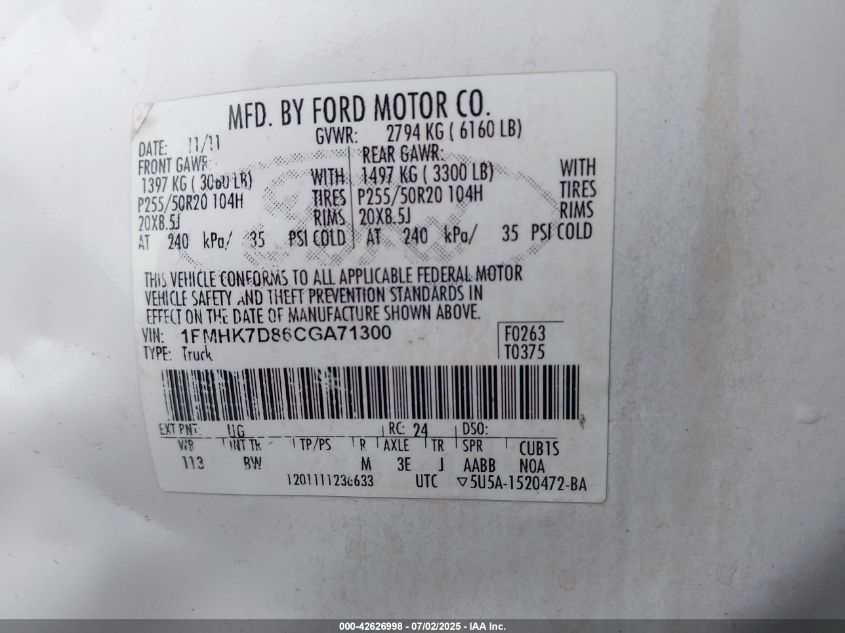 MFD. BY FORD MOTOR CO.
DATE: 11/11 GVWR: 2794 KG ( 6160 LB)
FRONT GAWR: REAR GAWR:
1397 KG ( 3080 LB) WITH 1497 KG ( 3300 LB) WITH
P255/50R20 104H TIRES P255/50R20 104H TIRES
20X8.5J RIMS 20X8.5J RIMS
AT 240 kPa/ 35 PSI COLD AT 240 kPa/ 35 PSI COLD
THIS VEHICLE CONFORMS TO ALL APPLICABLE FEDERAL MOTOR
VEHICLE SAFETY AND THEFT PREVENTION STANDARDS IN
EFFECT ON THE DATE OF MANUFACTURE SHOWN ABOVE.
VIN: 1FMHK7D86CGA71300 F0263
TYPE: Truck T0375
EXT PNT: UG RC: 24 DSO:
WB INT TR TP/PS R AXLE TR SPR CUB1S
113 BW M 3E J AABB NOA
UTC ▽5U5A-1520472-BA
000-42626998 - 07/02/2025 - IAA Inc.